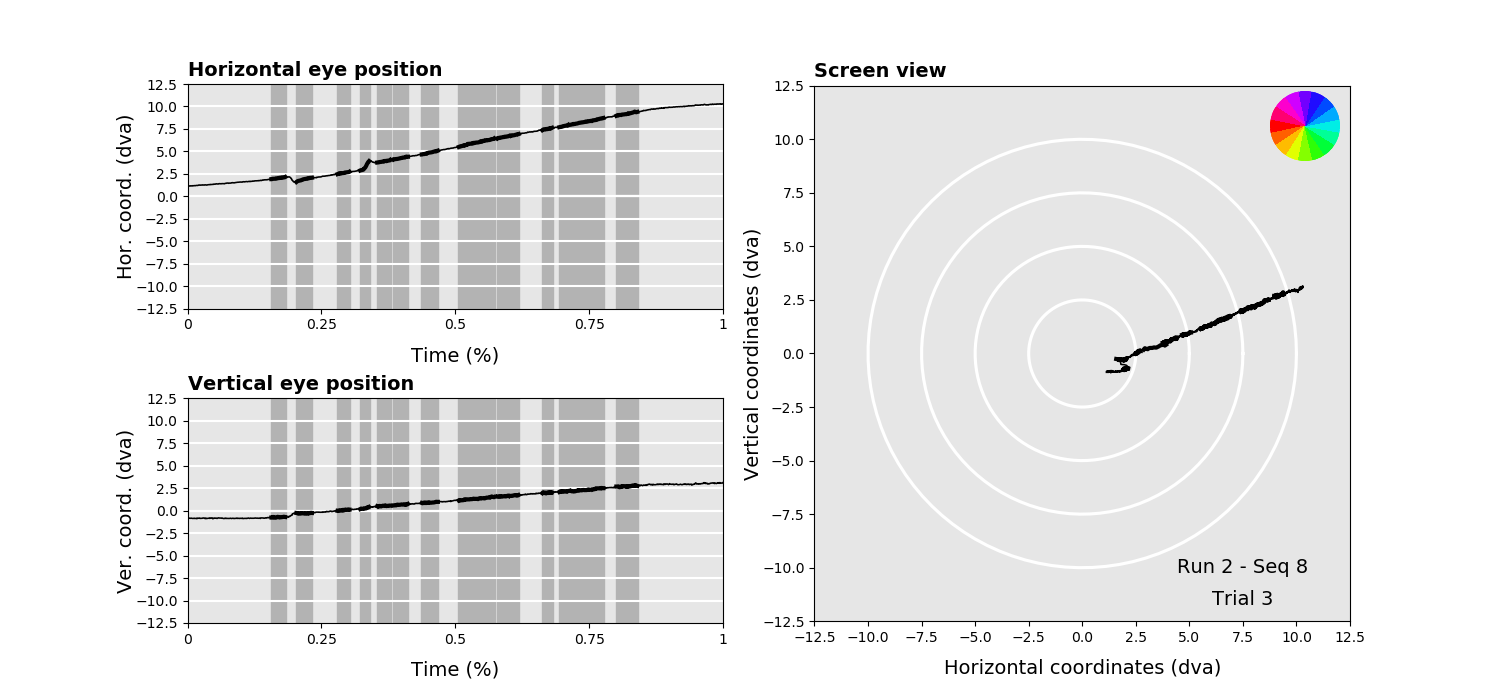 Horizontal eye position
Hor. coord. (dva)
12.5
10.0
7.5
5.0
2.5
0.0
−2.5
−5.0
−7.5
−10.0
−12.5
0 0.25 0.5 0.75 1
Time (%)
Vertical eye position
Ver. coord. (dva)
12.5
10.0
7.5
5.0
2.5
0.0
−2.5
−5.0
−7.5
−10.0
−12.5
0 0.25 0.5 0.75 1
Time (%)
Screen view
Vertical coordinates (dva)
12.5
10.0
7.5
5.0
2.5
0.0
−2.5
−5.0
−7.5
−10.0
−12.5
Run 2 - Seq 8
Trial 3
−12.5 −10.0 −7.5 −5.0 −2.5 0.0 2.5 5.0 7.5 10.0 12.5
Horizontal coordinates (dva)